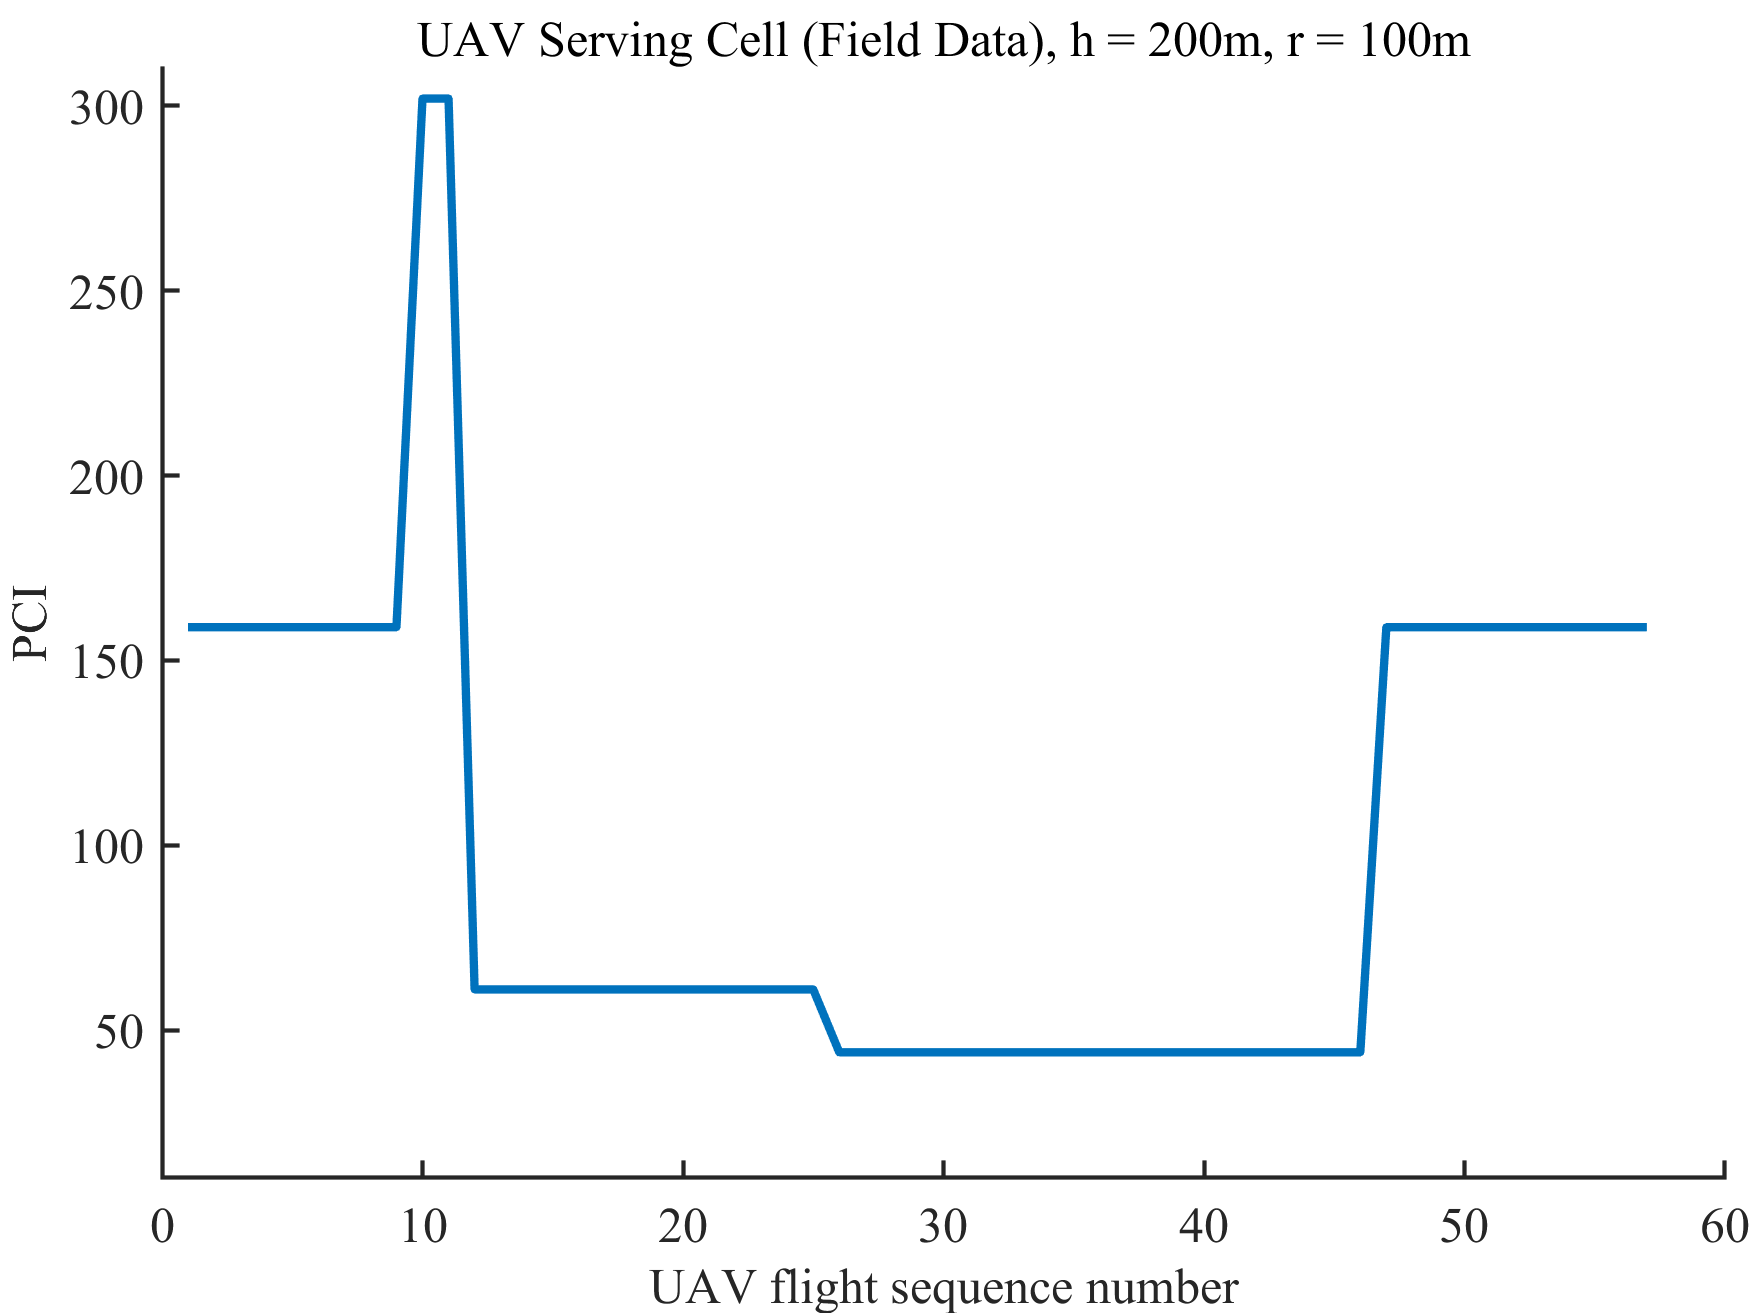 UAV Serving Cell (Field Data), h = 200m, r = 100m
300
250
200
150
100
50
PCI
0 10 20 30 40 50 60
UAV flight sequence number